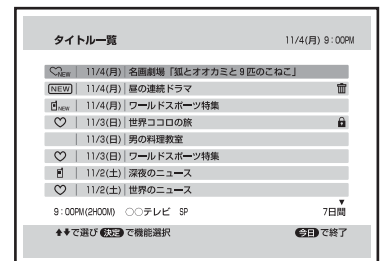 タイトル一覧 11/4(月) 9:00PM
NEW 11/4(月) 名画劇場「狐とオオカミと9匹のこねこ」
NEW 11/4(月) 昼の連続ドラマ
NEW 11/4(月) ワールドスポーツ特集
11/3(日) 世界ココロの旅
11/3(日) 男の料理教室
11/3(日) ワールドスポーツ特集
11/2(土) 深夜のニュース
11/2(土) 世界のニュース
9:00PM(2H00M) 〇〇テレビ SP 7日間
で選び 決定 で機能選択 今日 で終了